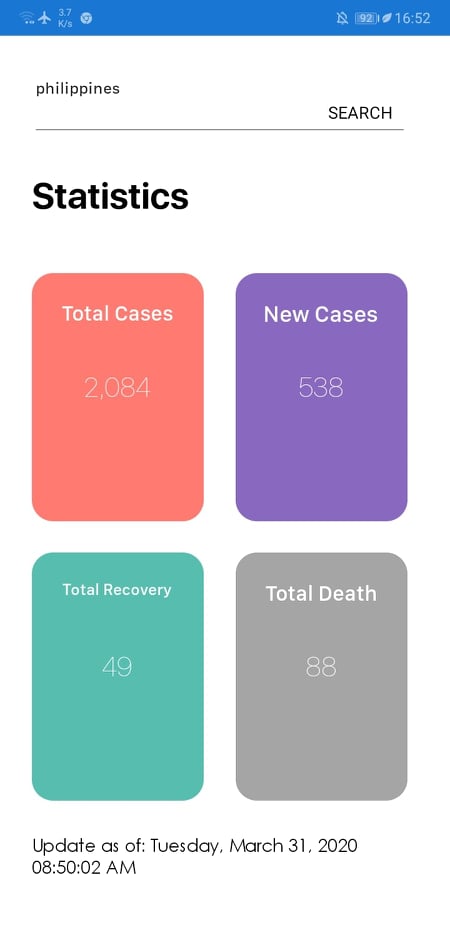 3.7
K/s
92
16:52
philippines
SEARCH
Statistics
Total Cases
New Cases
2,084
538
Total Recovery
Total Death
49
88
Update as of: Tuesday, March 31, 2020
08:50:02 AM